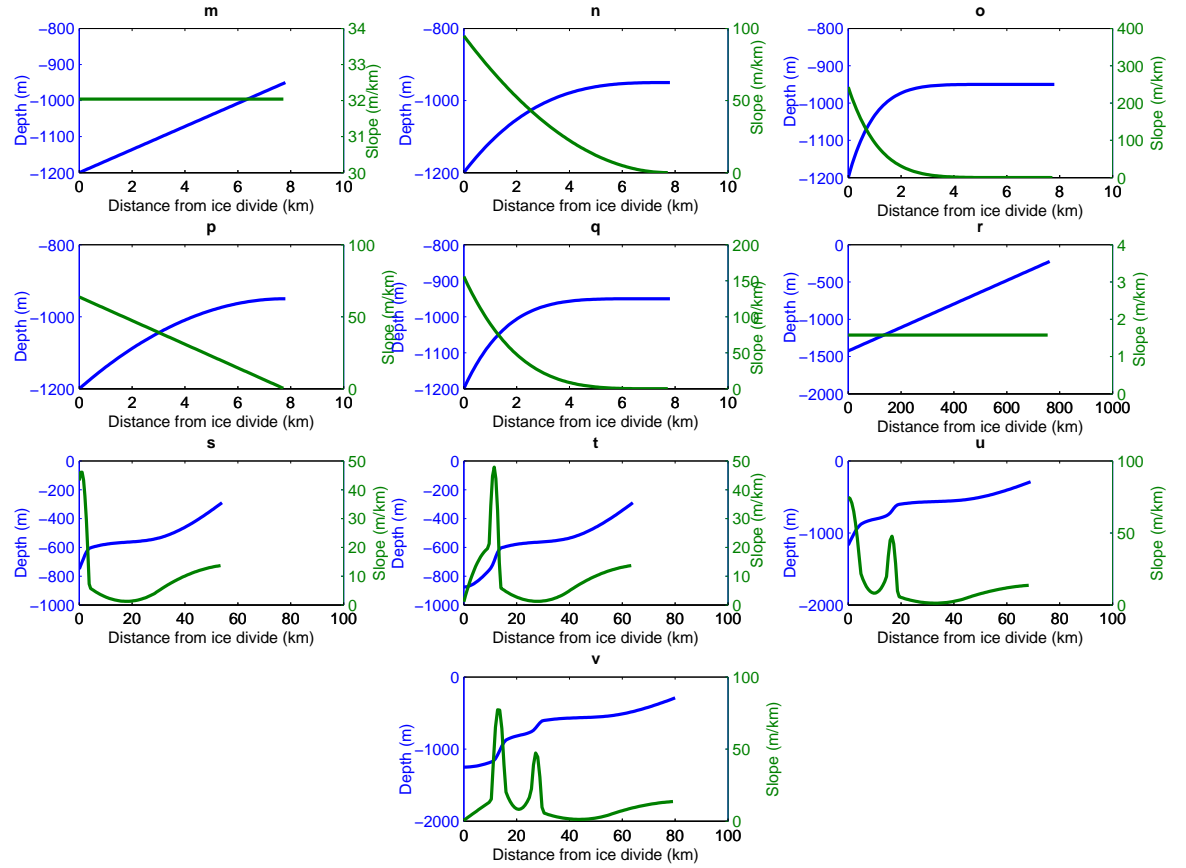 m
n
o
−800
−900
−1000
−1100
−1200
Depth (m)
34
33
32
31
30
Slope (m/km)
0 2 4 6 8 10
Distance from ice divide (km)
−800
−1000
−1200
Depth (m)
100
50
0
Slope (m/km)
0 2 4 6 8 10
Distance from ice divide (km)
−800
−900
−1000
−1100
−1200
Depth (m)
400
300
200
100
0
Slope (m/km)
0 2 4 6 8 10
Distance from ice divide (km)
p
q
r
−800
−1000
−1200
Depth (m)
100
50
0
Slope (m/km)
0 2 4 6 8 10
Distance from ice divide (km)
−800
−900
−1000
−1100
−1200
Depth (m)
200
150
100
50
0
Slope (m/km)
0 2 4 6 8 10
Distance from ice divide (km)
0
−500
−1000
−1500
−2000
Depth (m)
4
3
2
1
0
Slope (m/km)
0 200 400 600 800 1000
Distance from ice divide (km)
s
t
u
0
−200
−400
−600
−800
−1000
Depth (m)
50
40
30
20
10
0
Slope (m/km)
0 20 40 60 80 100
Distance from ice divide (km)
0
−200
−400
−600
−800
−1000
Depth (m)
50
40
30
20
10
0
Slope (m/km)
0 20 40 60 80 100
Distance from ice divide (km)
0
−1000
−2000
Depth (m)
100
50
0
Slope (m/km)
0 20 40 60 80 100
Distance from ice divide (km)
v
0
−1000
−2000
Depth (m)
100
50
0
Slope (m/km)
0 20 40 60 80 100
Distance from ice divide (km)